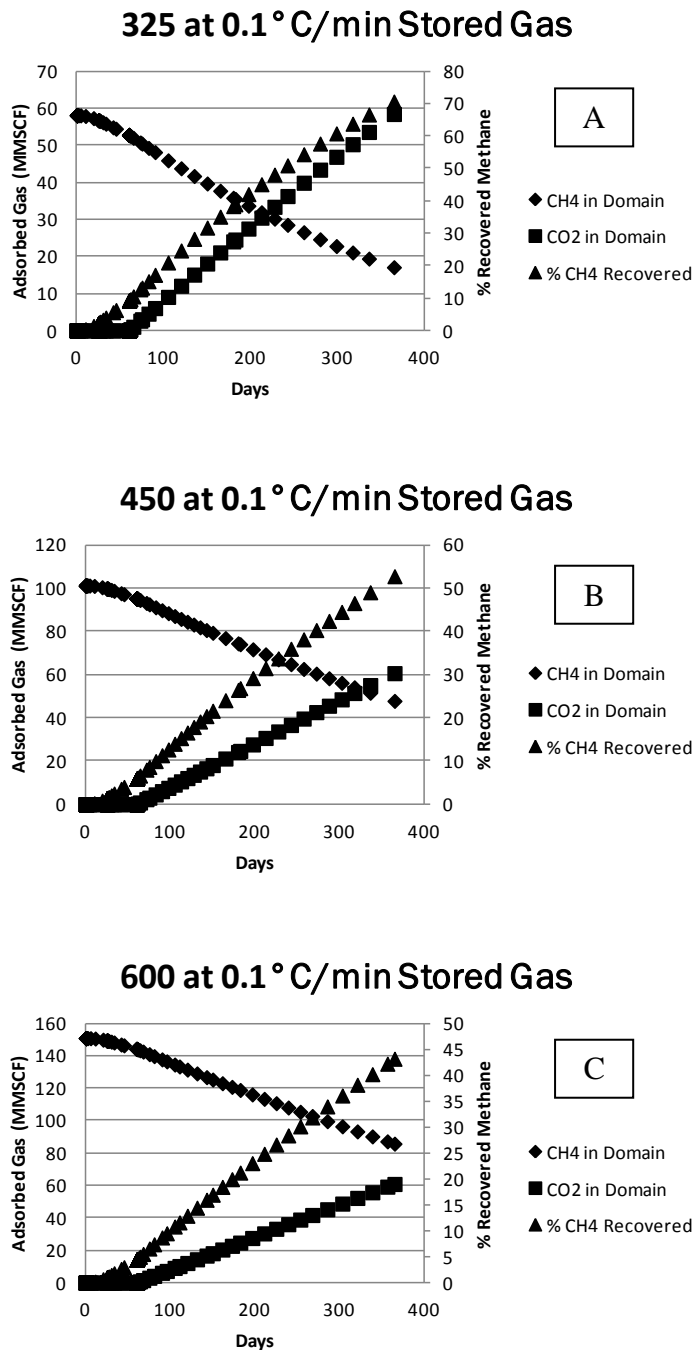 325 at 0.1 ° C/min Stored Gas
70
60
50
40
30
20
10
0
Adsorbed Gas (MMSCF)
80
70
60
50
40
30
20
10
0
% Recovered Methane
0 100 200 300 400
Days
A
CH4 in Domain
CO2 in Domain
% CH4 Recovered
450 at 0.1 ° C/min Stored Gas
120
100
80
60
40
20
0
Adsorbed Gas (MMSCF)
60
50
40
30
20
10
0
% Recovered Methane
0 100 200 300 400
Days
B
CH4 in Domain
CO2 in Domain
% CH4 Recovered
600 at 0.1 ° C/min Stored Gas
160
140
120
100
80
60
40
20
0
Adsorbed Gas (MMSCF)
50
45
40
35
30
25
20
15
10
5
0
% Recovered Methane
0 100 200 300 400
Days
C
CH4 in Domain
CO2 in Domain
% CH4 Recovered